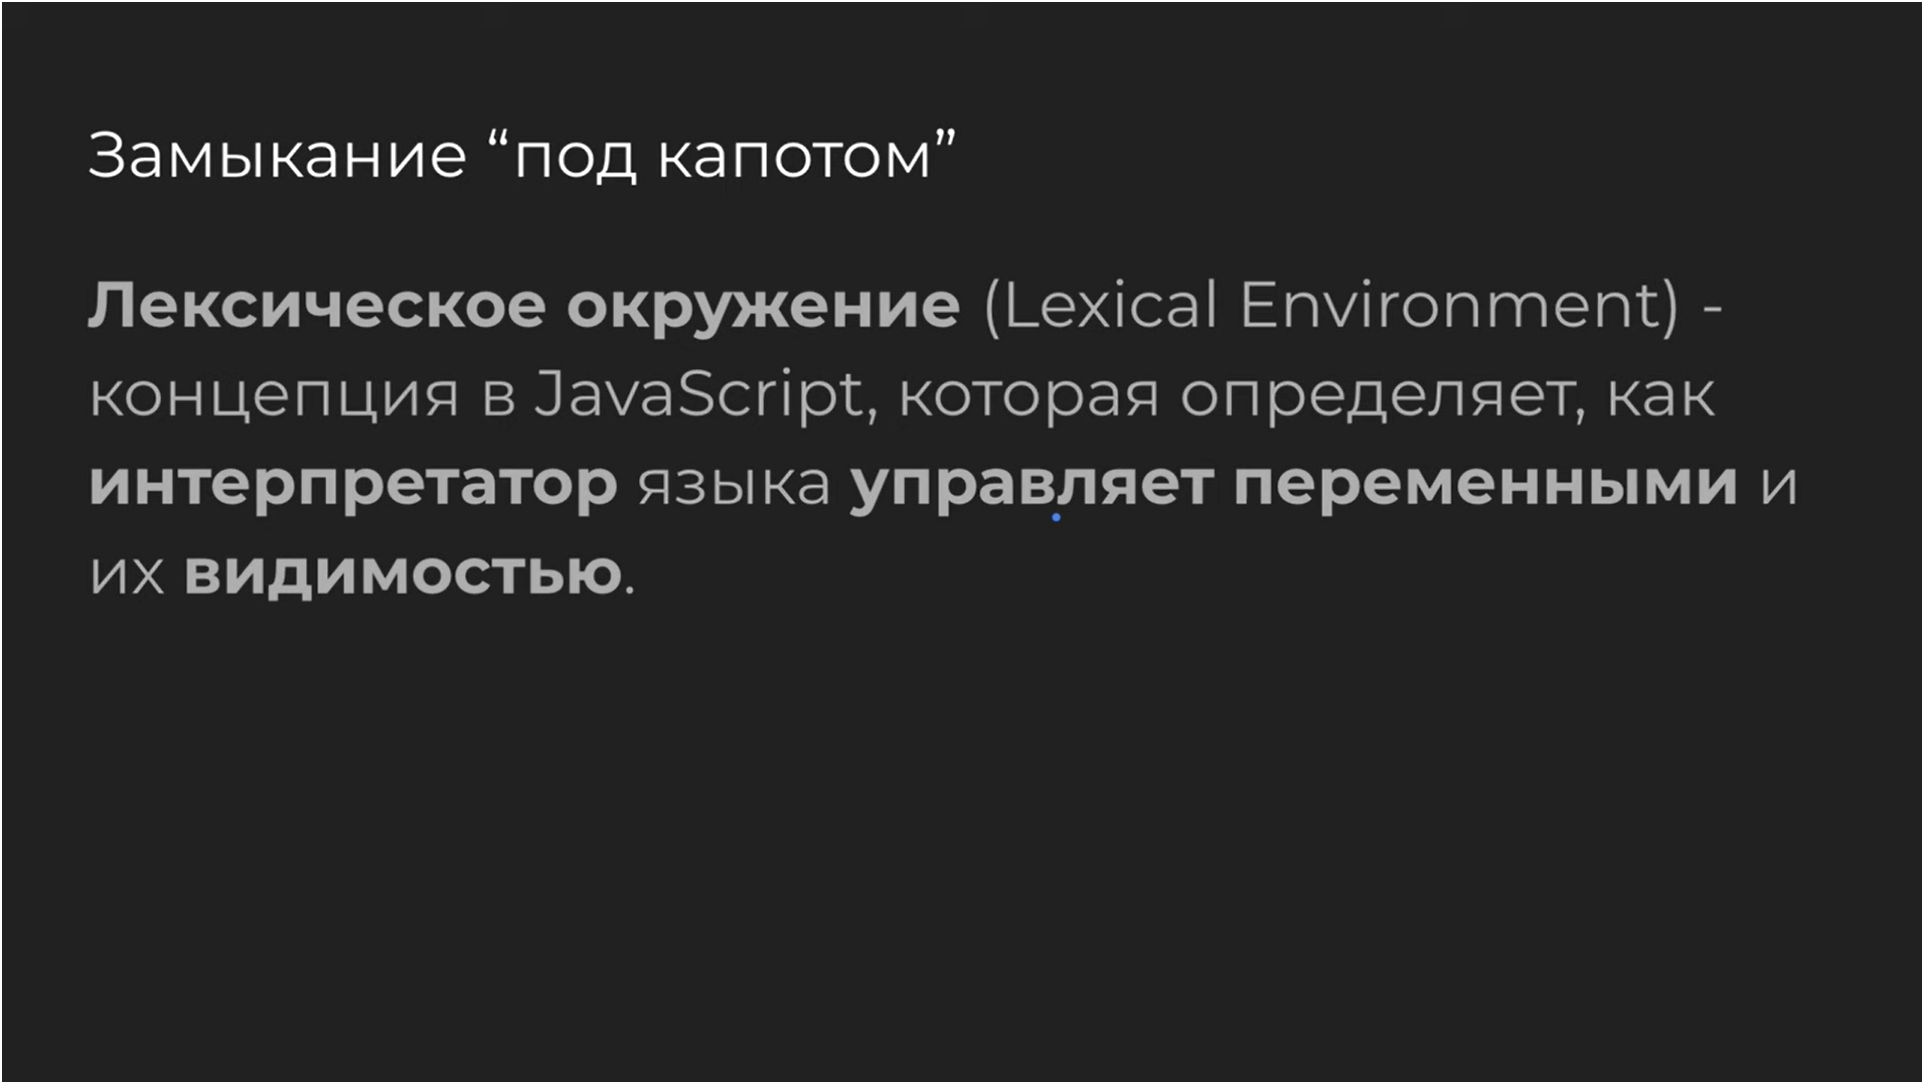 Замыкание “под капотом”
Лексическое окружение (Lexical Environment) -
концепция в JavaScript, которая определяет, как
интерпретатор языка управляет переменными и
их видимостью.